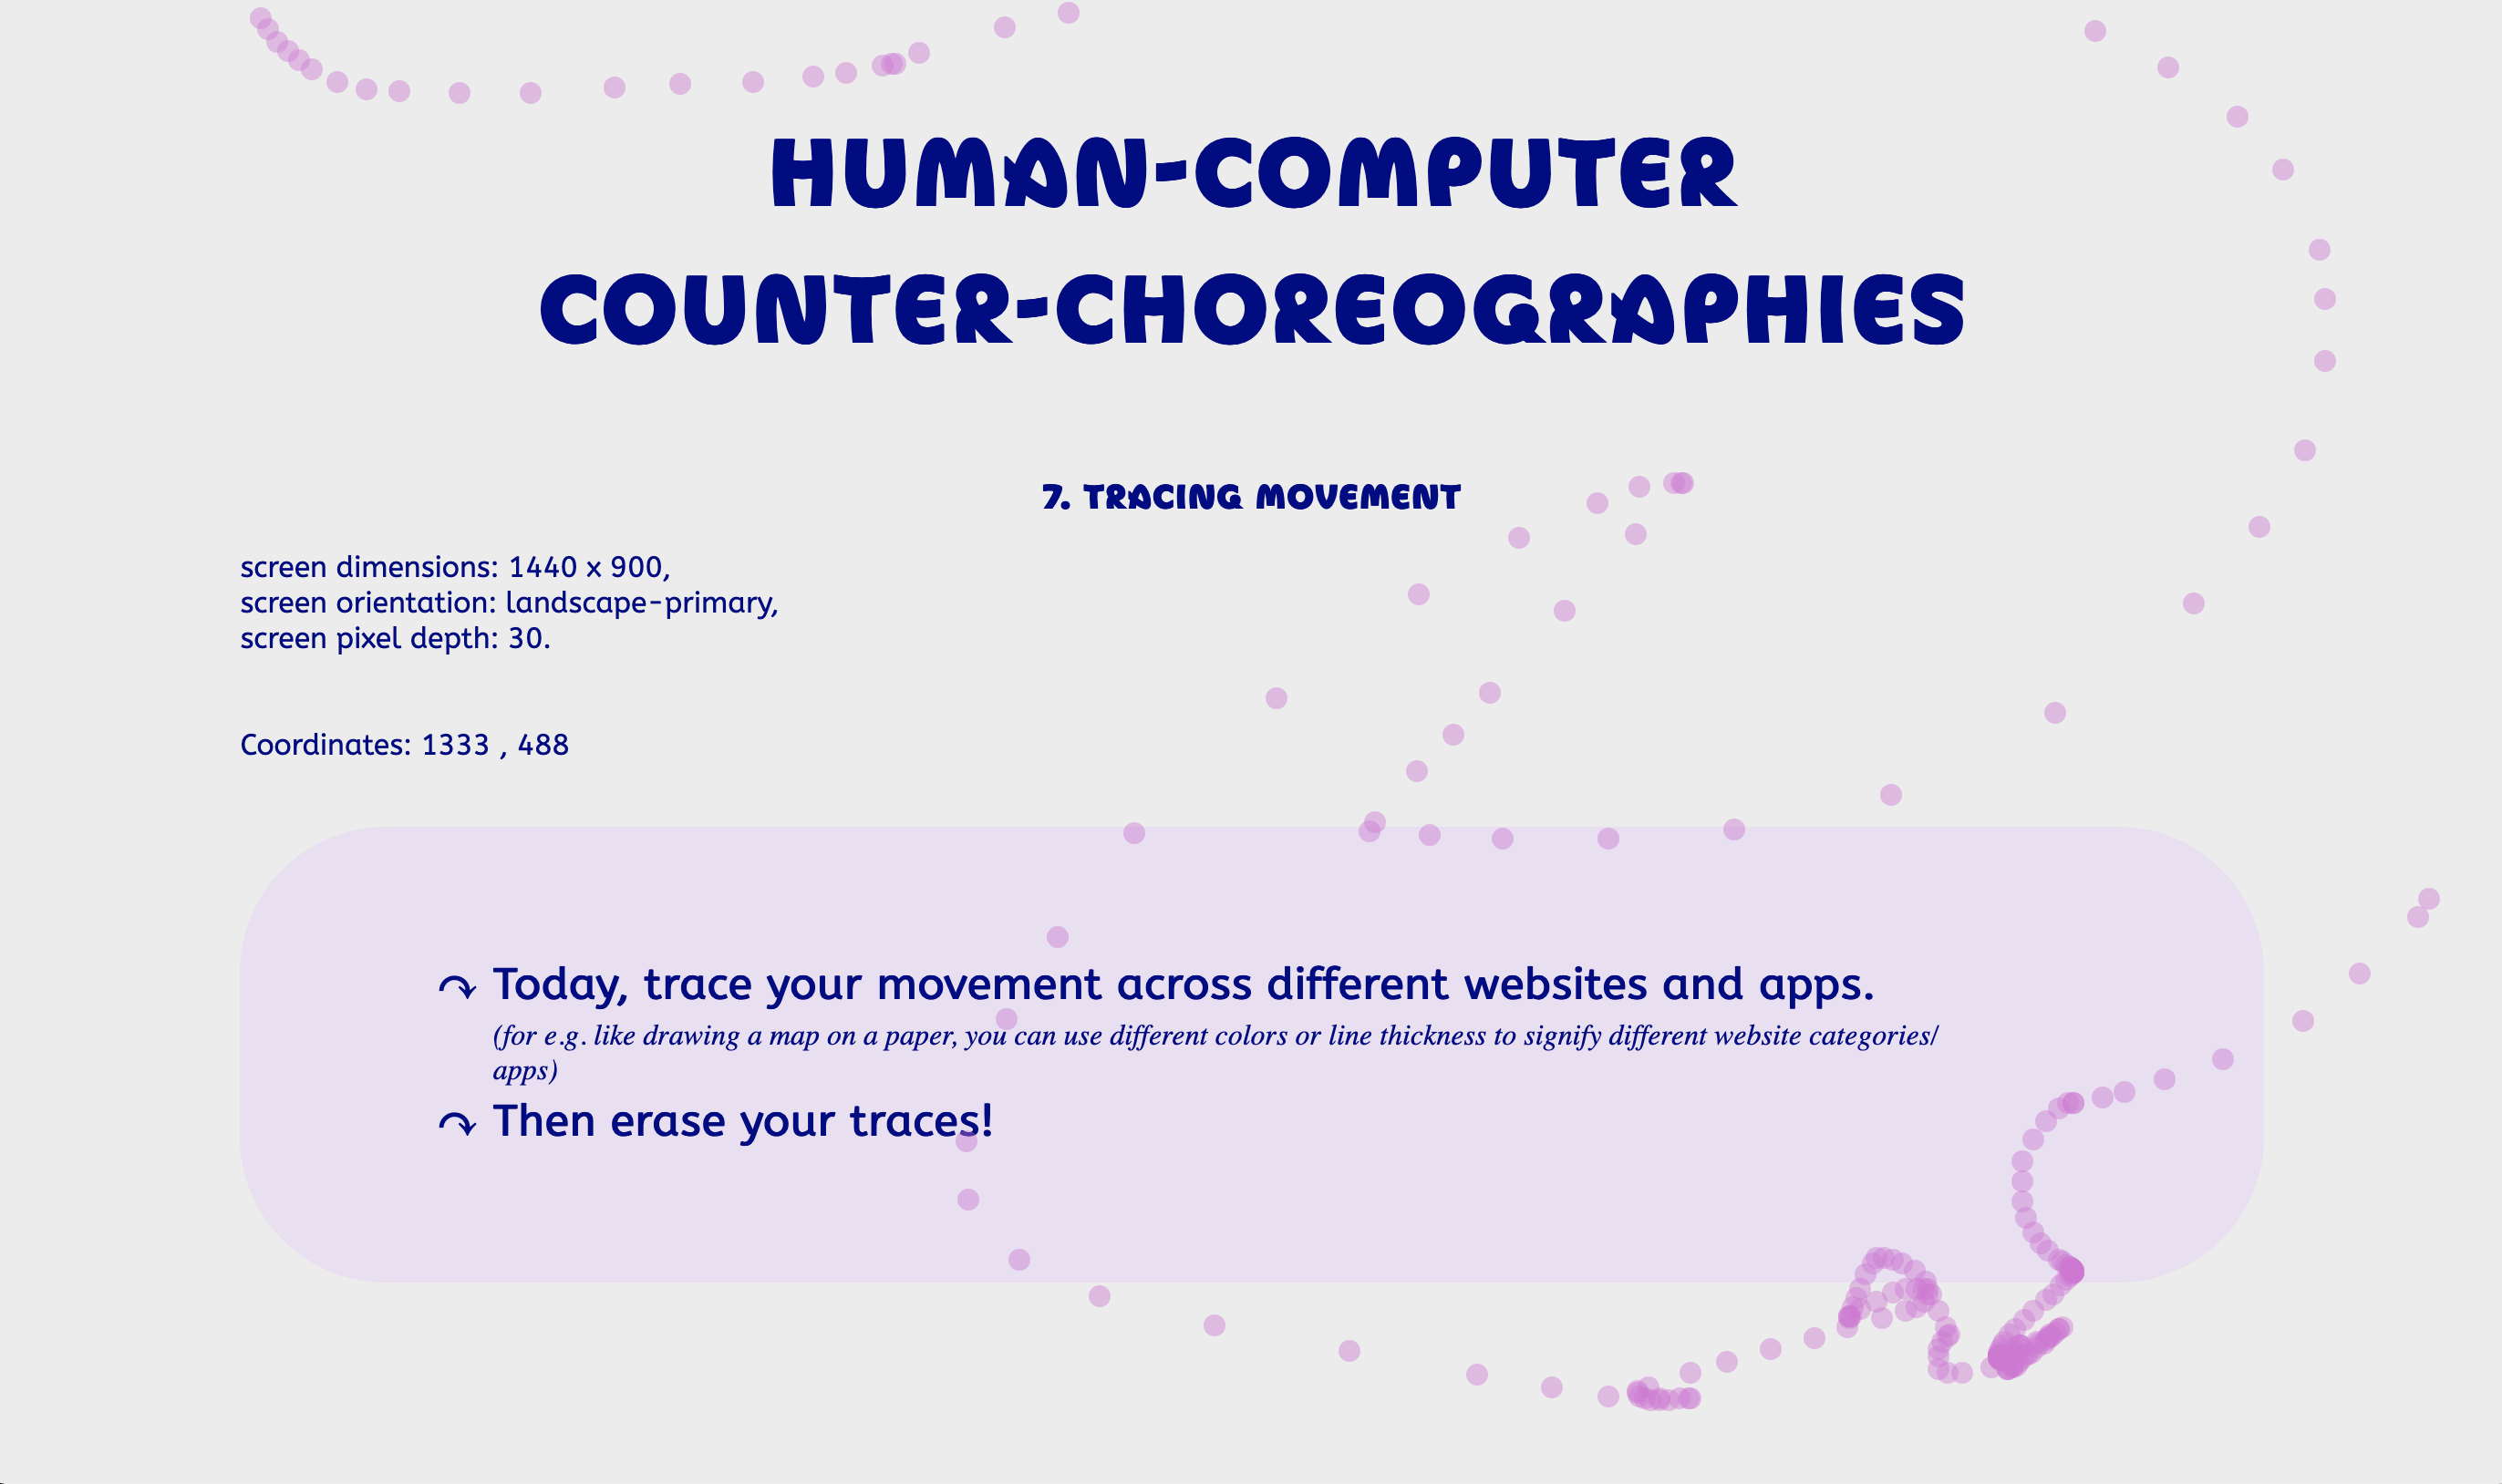 HUMAN-COMPUTER
COUNTER-CHOREOGRAPHIES
7. TRACING MOVEMENT
screen dimensions: 1440 x 900,
screen orientation: landscape-primary,
screen pixel depth: 30.
Coordinates: 1333 , 488
↷ Today, trace your movement across different websites and apps.
(for e.g. like drawing a map on a paper, you can use different colors or line thickness to signify different website categories/
apps)
↷ Then erase your traces!